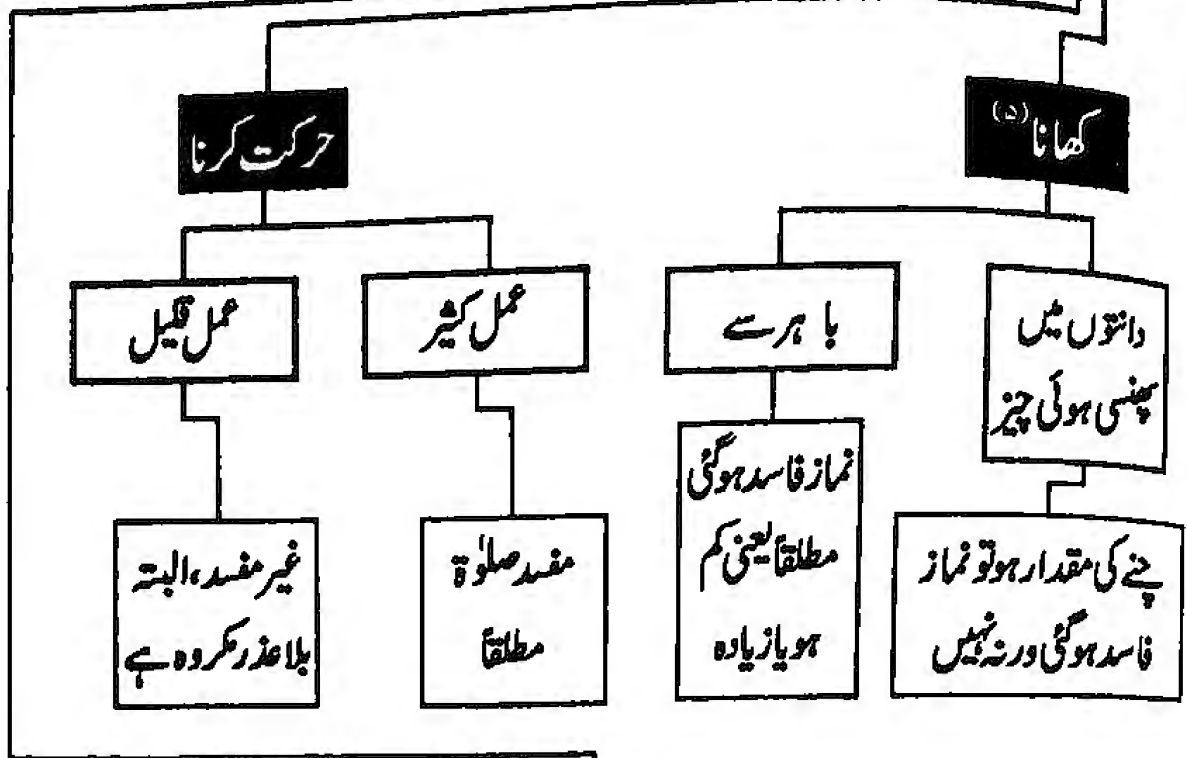 کھانا (۵)
حرکت کرنا
دانتوں میں
پھنسی ہوئی چیز
باہر سے
عمل کثیر
عمل قلیل
چنے کی مقدار ہو تو نماز
فاسد ہوگئی ورنہ نہیں
نماز فاسد ہوگئی
مطلقاً یعنی کم
ہو یا زیادہ
مفسد صلوٰۃ
مطلقاً
غیر مفسد، البتہ
بلا عذر مکروہ ہے